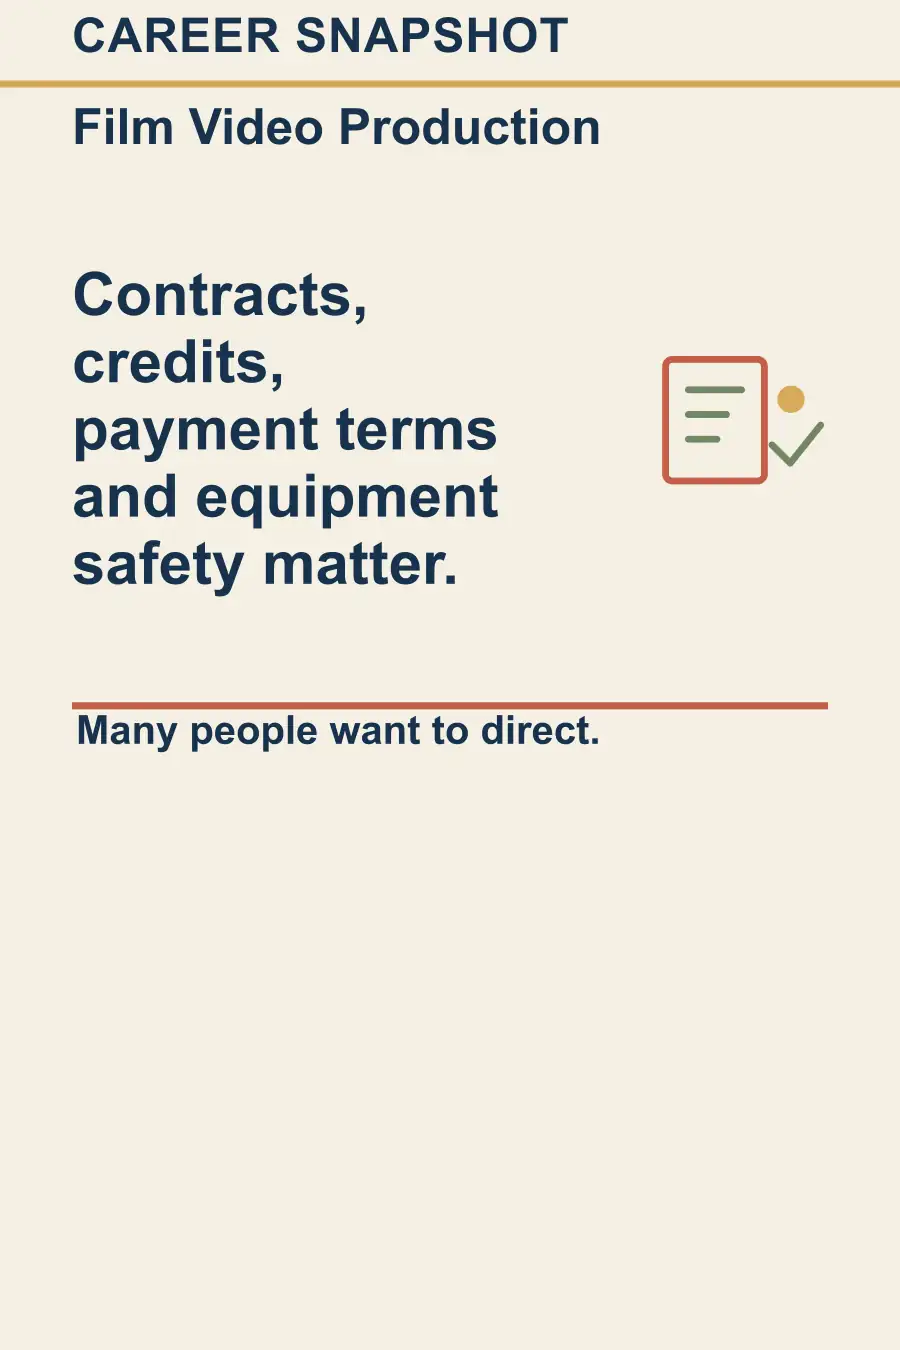 CAREER SNAPSHOT
Film Video Production
Contracts,
credits,
payment terms
and equipment
safety matter.
Many people want to direct.